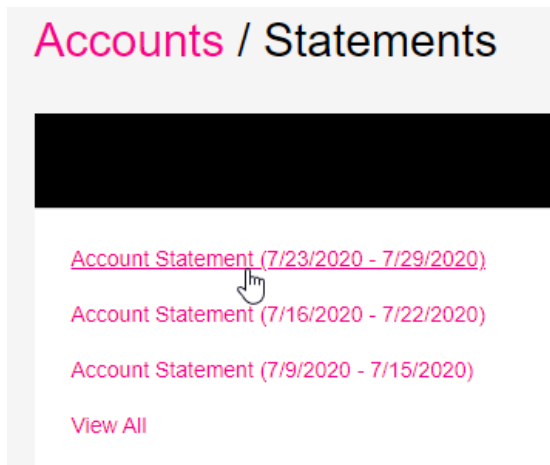 Accounts / Statements
Account Statement (7/23/2020 - 7/29/2020)
Account Statement (7/16/2020 - 7/22/2020)
Account Statement (7/9/2020 - 7/15/2020)
View All